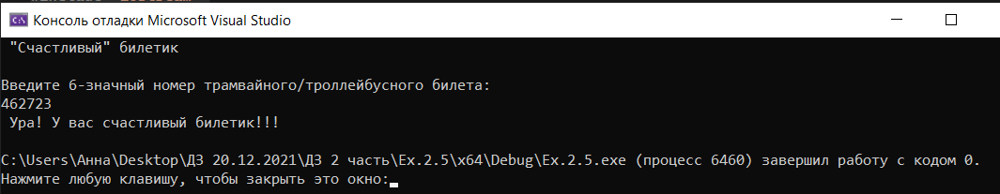 Консоль отладки Microsoft Visual Studio
"Счастливый" билетик
Введите 6-значный номер трамвайного/троллейбусного билета:
462723
Ура! У вас счастливый билетик!!!
C:\Users\Анна\Desktop\ДЗ 20.12.2021\ДЗ 2 часть\Ex.2.5\x64\Debug\Ex.2.5.exe (процесс 6460) завершил работу с кодом 0.
Нажмите любую клавишу, чтобы закрыть это окно: